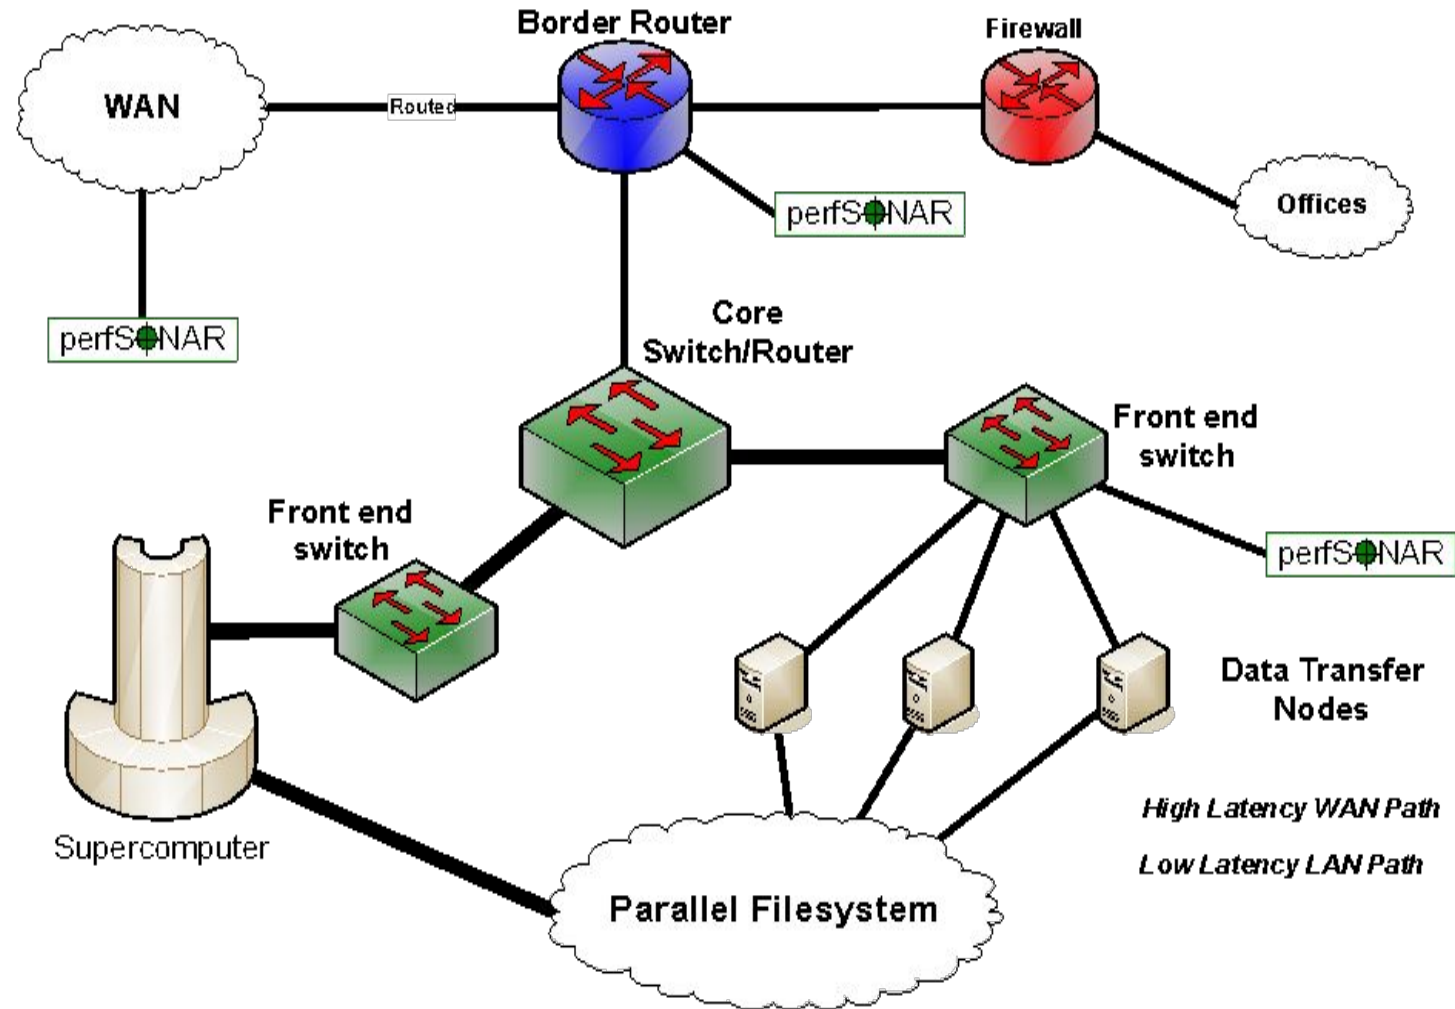 Border Router
Firewall
WAN
Routed
Offices
perfSONAR
perfSONAR
Core
Switch/Router
Front end
switch
Front end
switch
perfSONAR
Data Transfer
Nodes
High Latency WAN Path
Supercomputer
Low Latency LAN Path
Parallel Filesystem